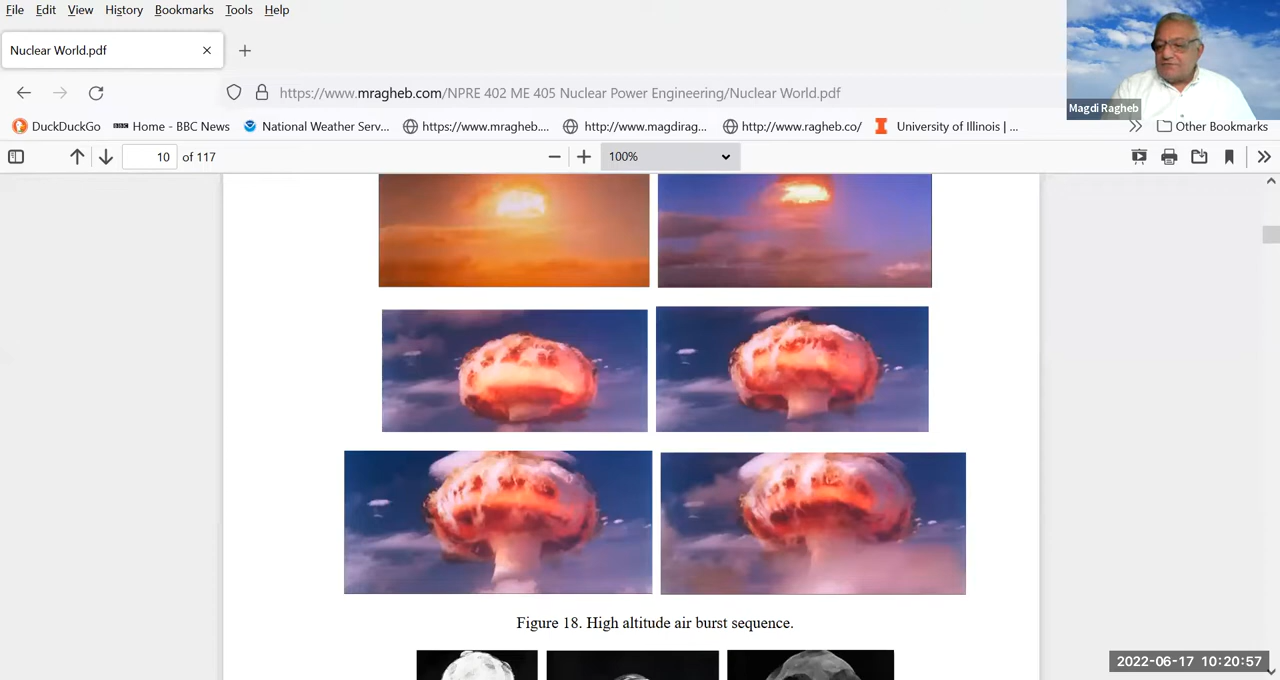 File Edit View History Bookmarks Tools Help
Nuclear World.pdf
https://www.mragheb.com/NPRE 402 ME 405 Nuclear Power Engineering/Nuclear World.pdf
DuckDuckGo BBC Home - BBC News National Weather Serv... https://www.mragheb.... http://www.magdirag... http://www.ragheb.co/ I University of Illinois | ... Other Bookmarks
10 of 117 100%
Magdi Ragheb
Figure 18. High altitude air burst sequence.
2022-06-17 10:20:57